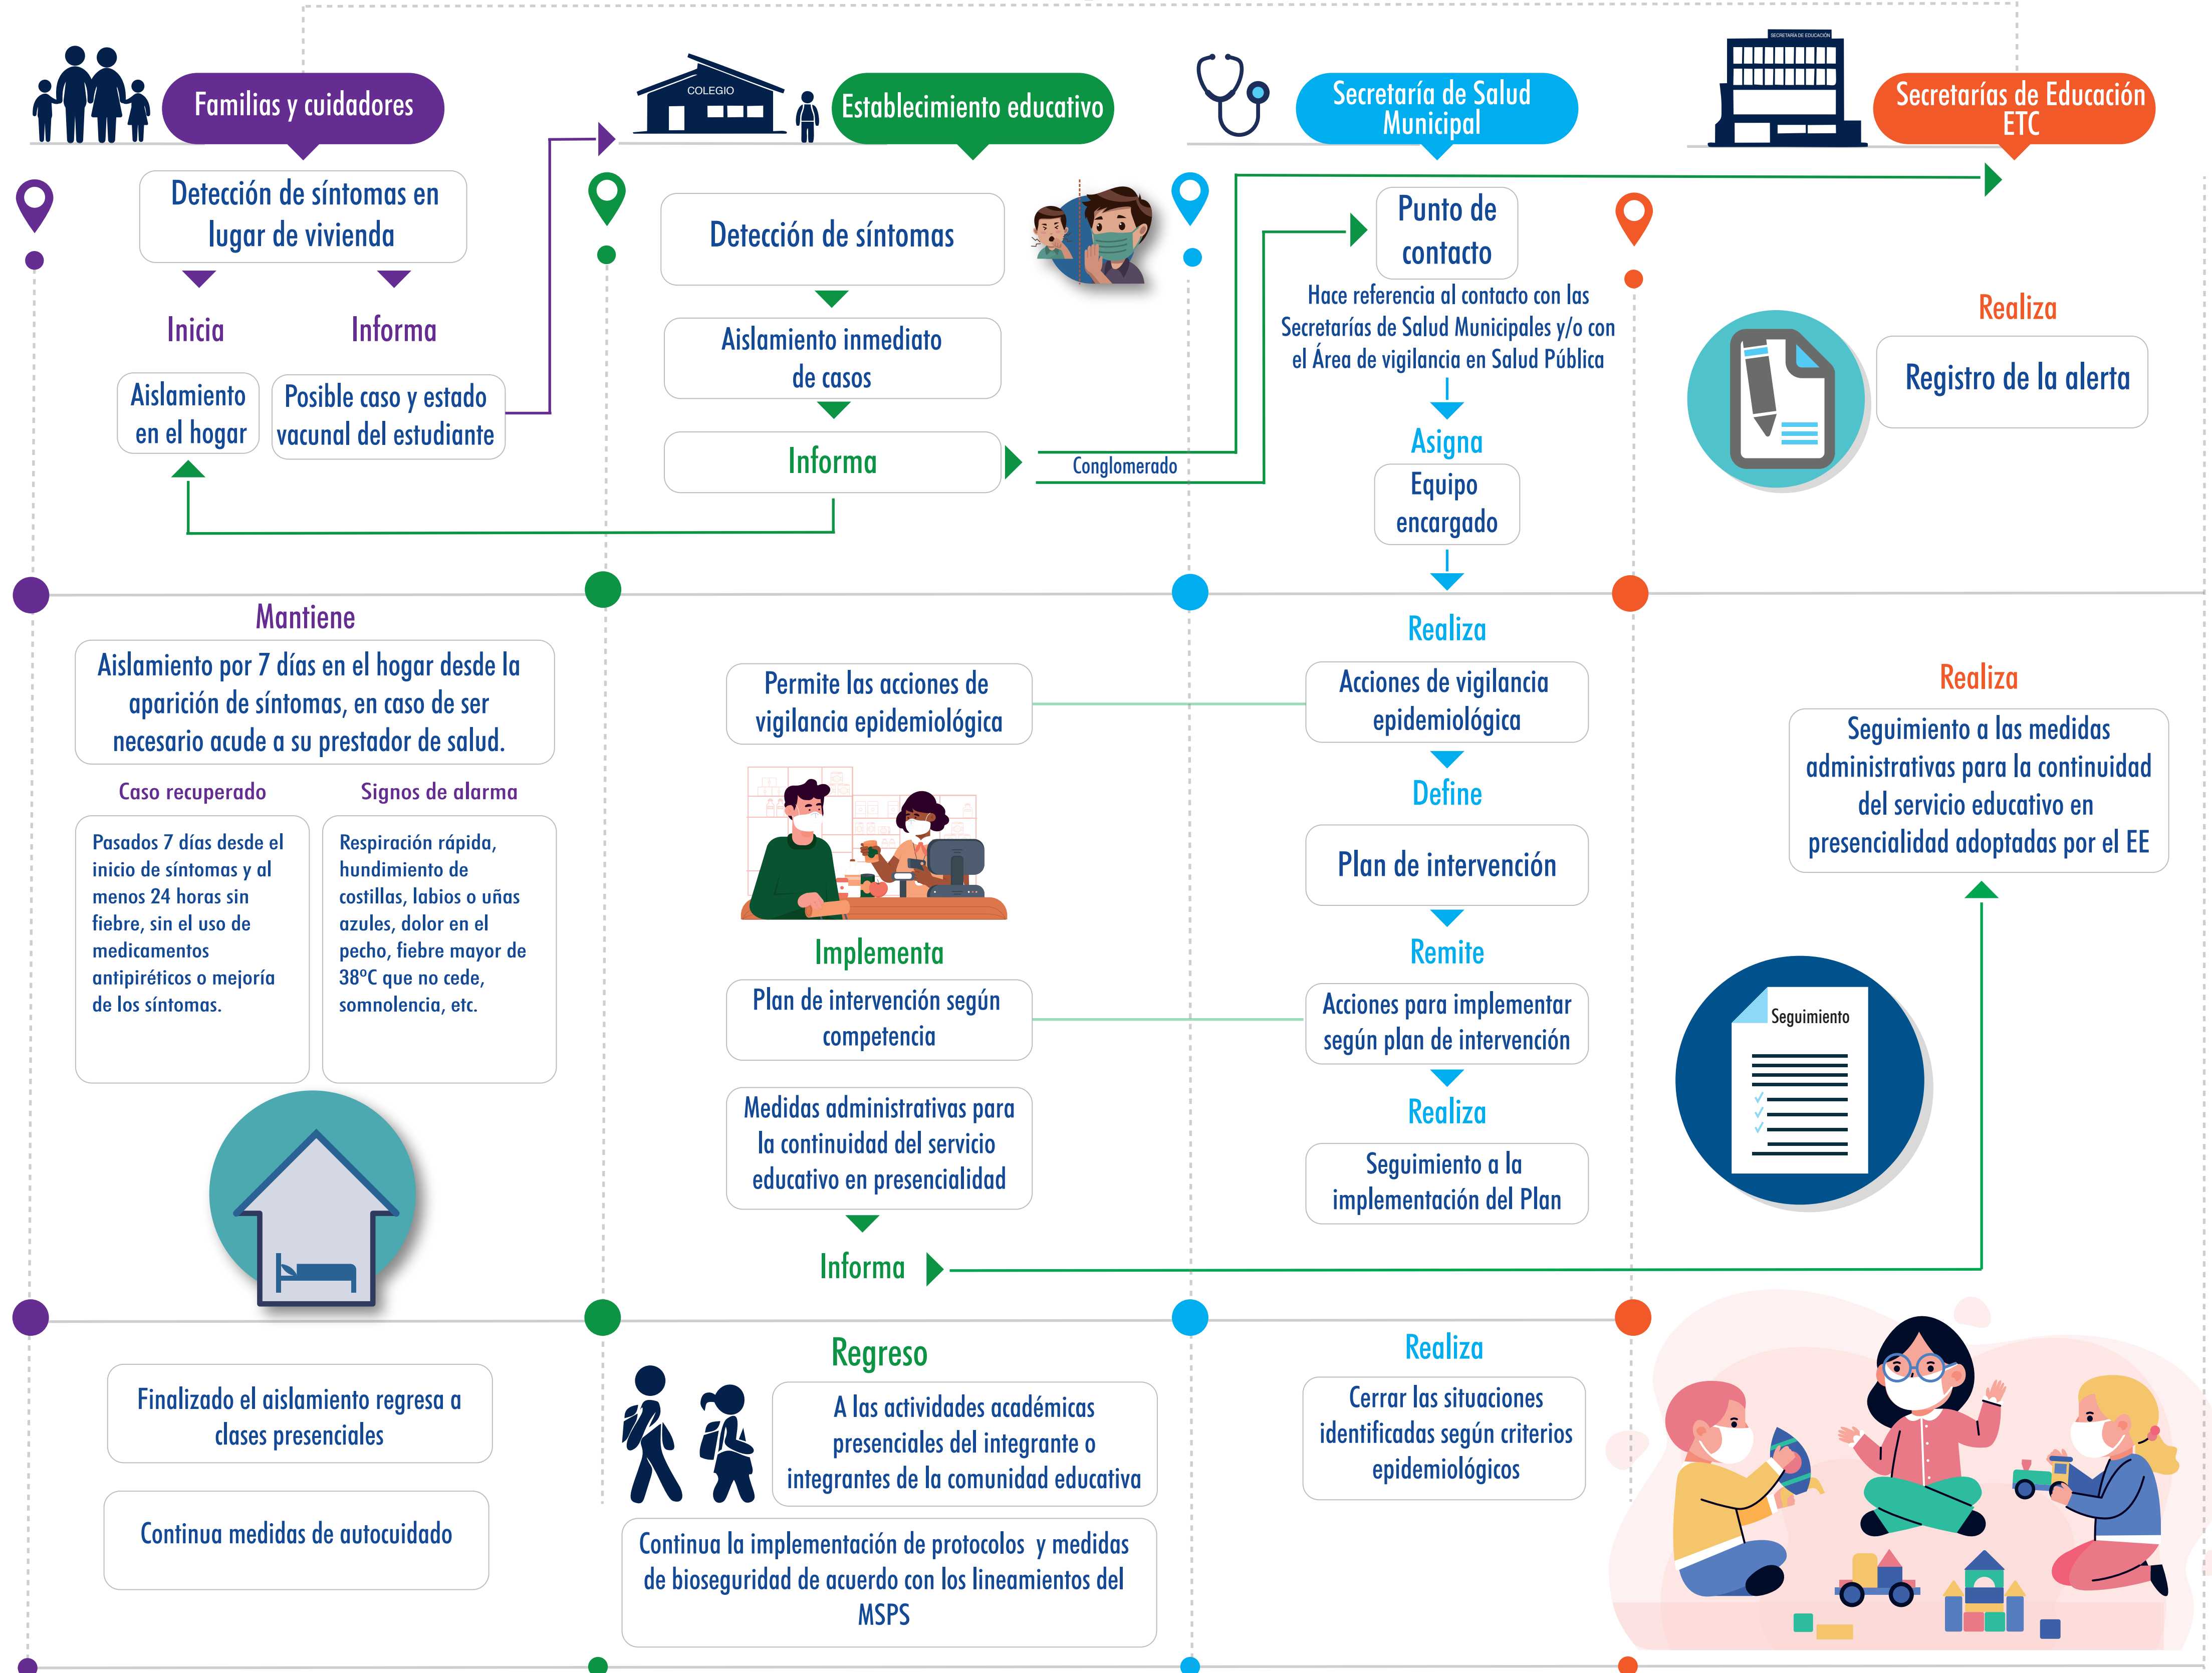 Familias y cuidadores
COLEGIO
Establecimiento educativo
Secretaría de Salud
Municipal
SECRETARÍA DE EDUCACIÓN
Secretarías de Educación
ETC
Detección de síntomas en
lugar de vivienda
Inicia
Informa
Aislamiento
en el hogar
Posible caso y estado
vacunal del estudiante
Detección de síntomas
Aislamiento inmediato
de casos
Informa
Conglomerado
Punto de
contacto
Hace referencia al contacto con las
Secretarías de Salud Municipales y/o con
el Área de vigilancia en Salud Pública
Asigna
Equipo
encargado
Realiza
Registro de la alerta
Mantiene
Aislamiento por 7 días en el hogar desde la
aparición de síntomas, en caso de ser
necesario acude a su prestador de salud.
Caso recuperado
Pasados 7 días desde el
inicio de síntomas y al
menos 24 horas sin
fiebre, sin el uso de
medicamentos
antipiréticos o mejoría
de los síntomas.
Signos de alarma
Respiración rápida,
hundimiento de
costillas, labios o uñas
azules, dolor en el
pecho, fiebre mayor de
38ºC que no cede,
somnolencia, etc.
Permite las acciones de
vigilancia epidemiológica
Implementa
Plan de intervención según
competencia
Medidas administrativas para
la continuidad del servicio
educativo en presencialidad
Informa
Realiza
Acciones de vigilancia
epidemiológica
Define
Plan de intervención
Remite
Acciones para implementar
según plan de intervención
Realiza
Seguimiento a la
implementación del Plan
Realiza
Seguimiento a las medidas
administrativas para la continuidad
del servicio educativo en
presencialidad adoptadas por el EE
Seguimiento
Finalizado el aislamiento regresa a
clases presenciales
Continua medidas de autocuidado
Regreso
A las actividades académicas
presenciales del integrante o
integrantes de la comunidad educativa
Continua la implementación de protocolos y medidas
de bioseguridad de acuerdo con los lineamientos del
MSPS
Realiza
Cerrar las situaciones
identificadas según criterios
epidemiológicos